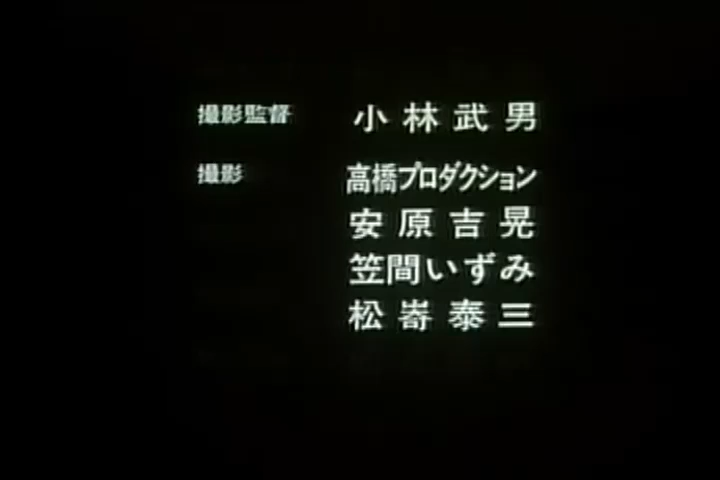 撮影監督 小林武男
撮影 高橋プロダクション
安原吉晃
笠間いずみ
松嵜泰三